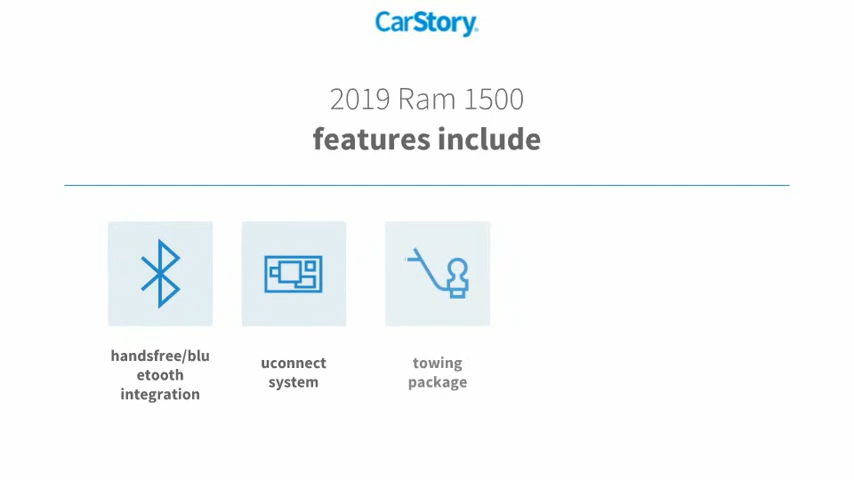 CarStory
2019 Ram 1500
features include
handsfree/blu
etooth
integration
uconnect
system
towing
package